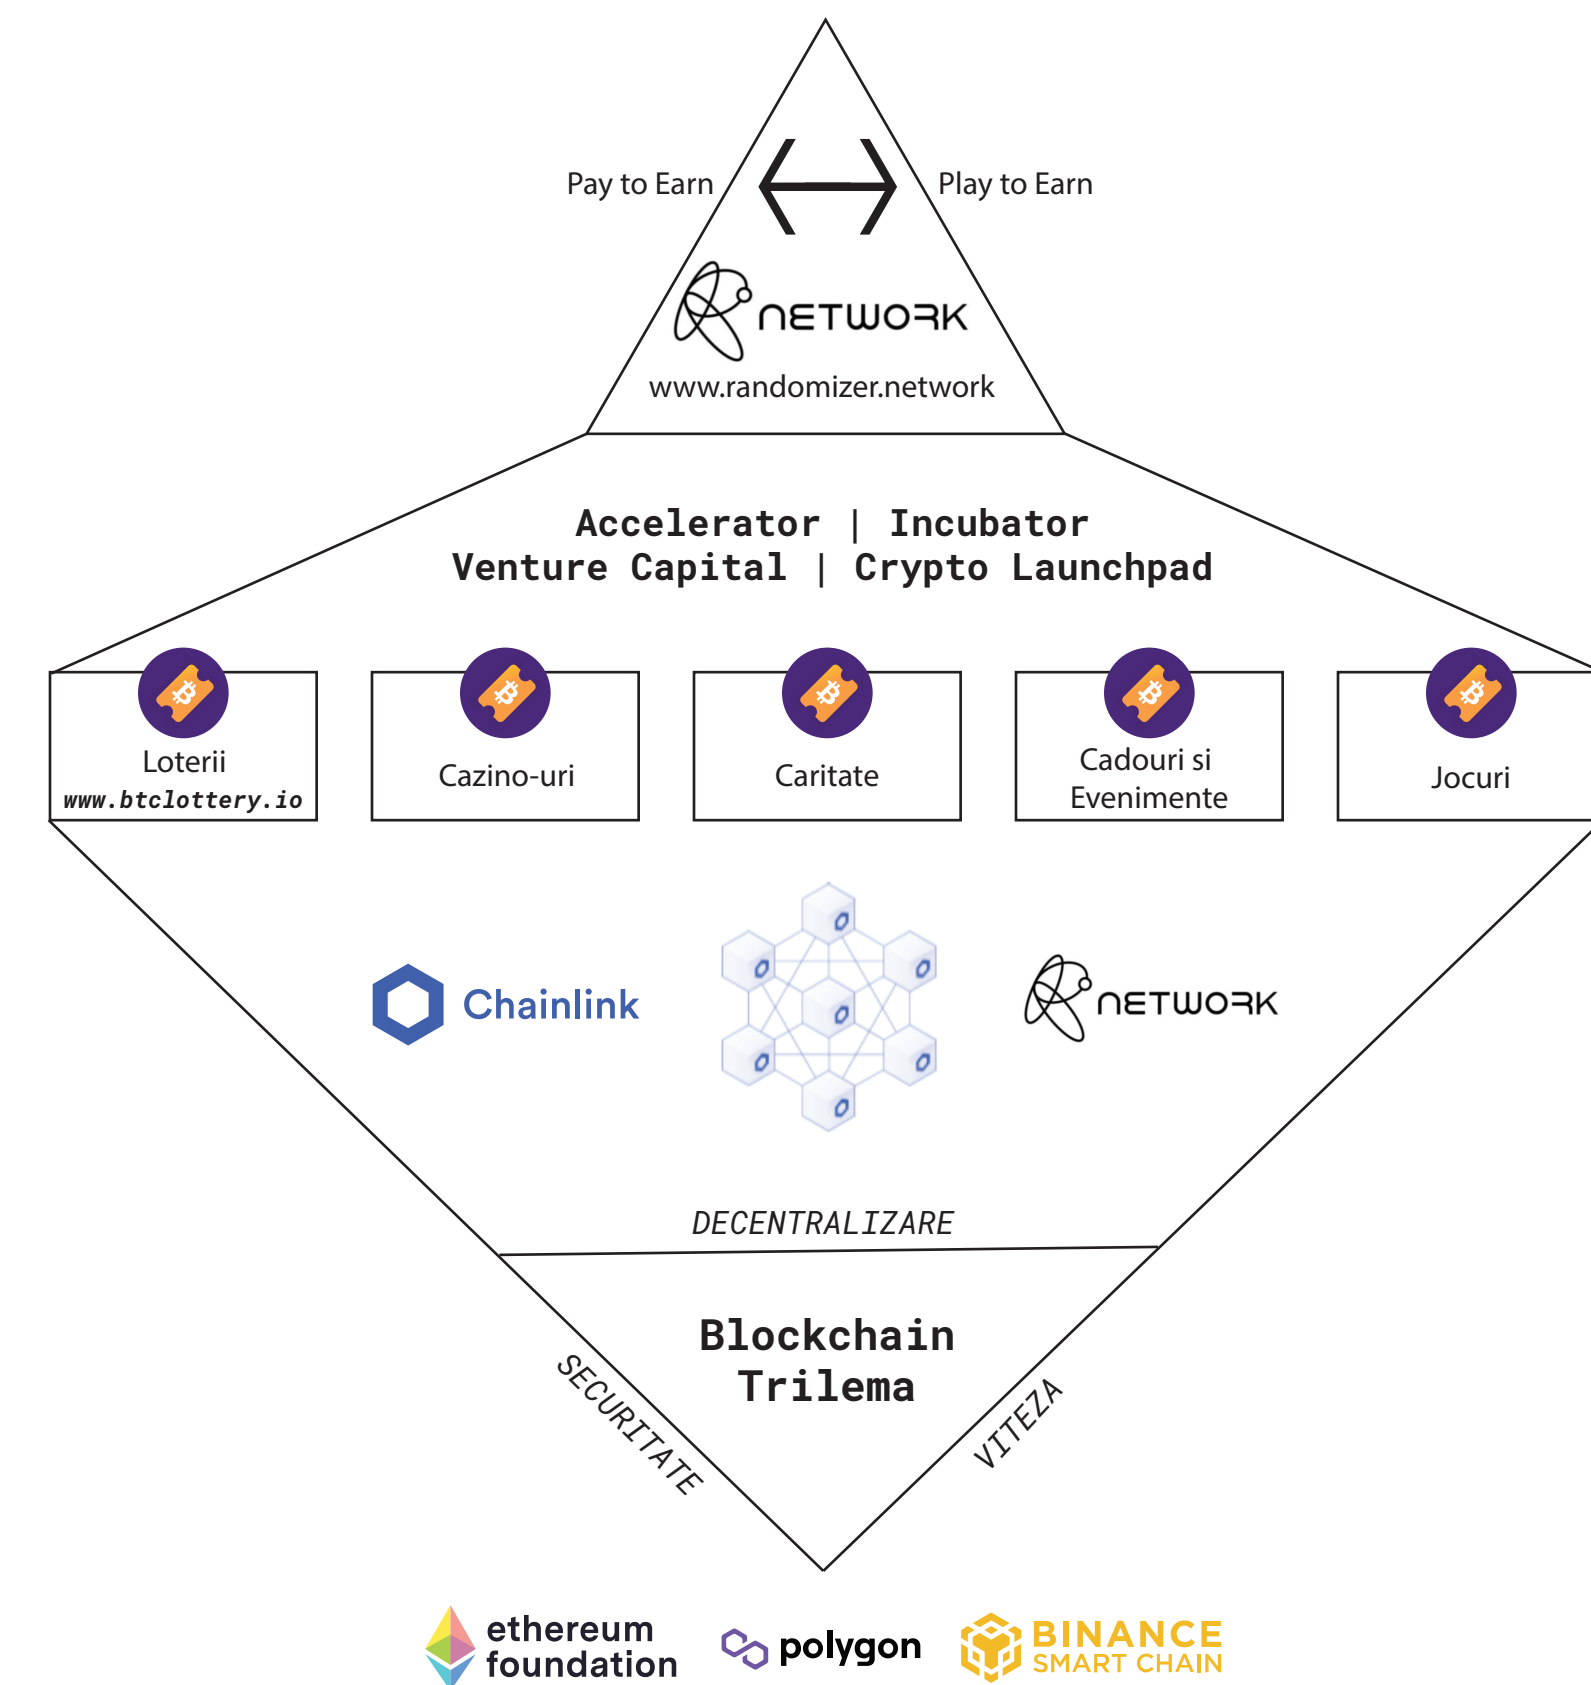 Pay to Earn
Play to Earn
NETWORK
www.randomizer.network
Accelerator | Incubator
Venture Capital | Crypto Launchpad
Loterii
www.btclottery.io
Cazino-uri
Caritate
Cadouri si
Evenimente
Jocuri
Chainlink
NETWORK
DECENTRALIZARE
Blockchain
Trilema
SECURITATE
VITEZA
ethereum
foundation
polygon
BINANCE
SMART CHAIN